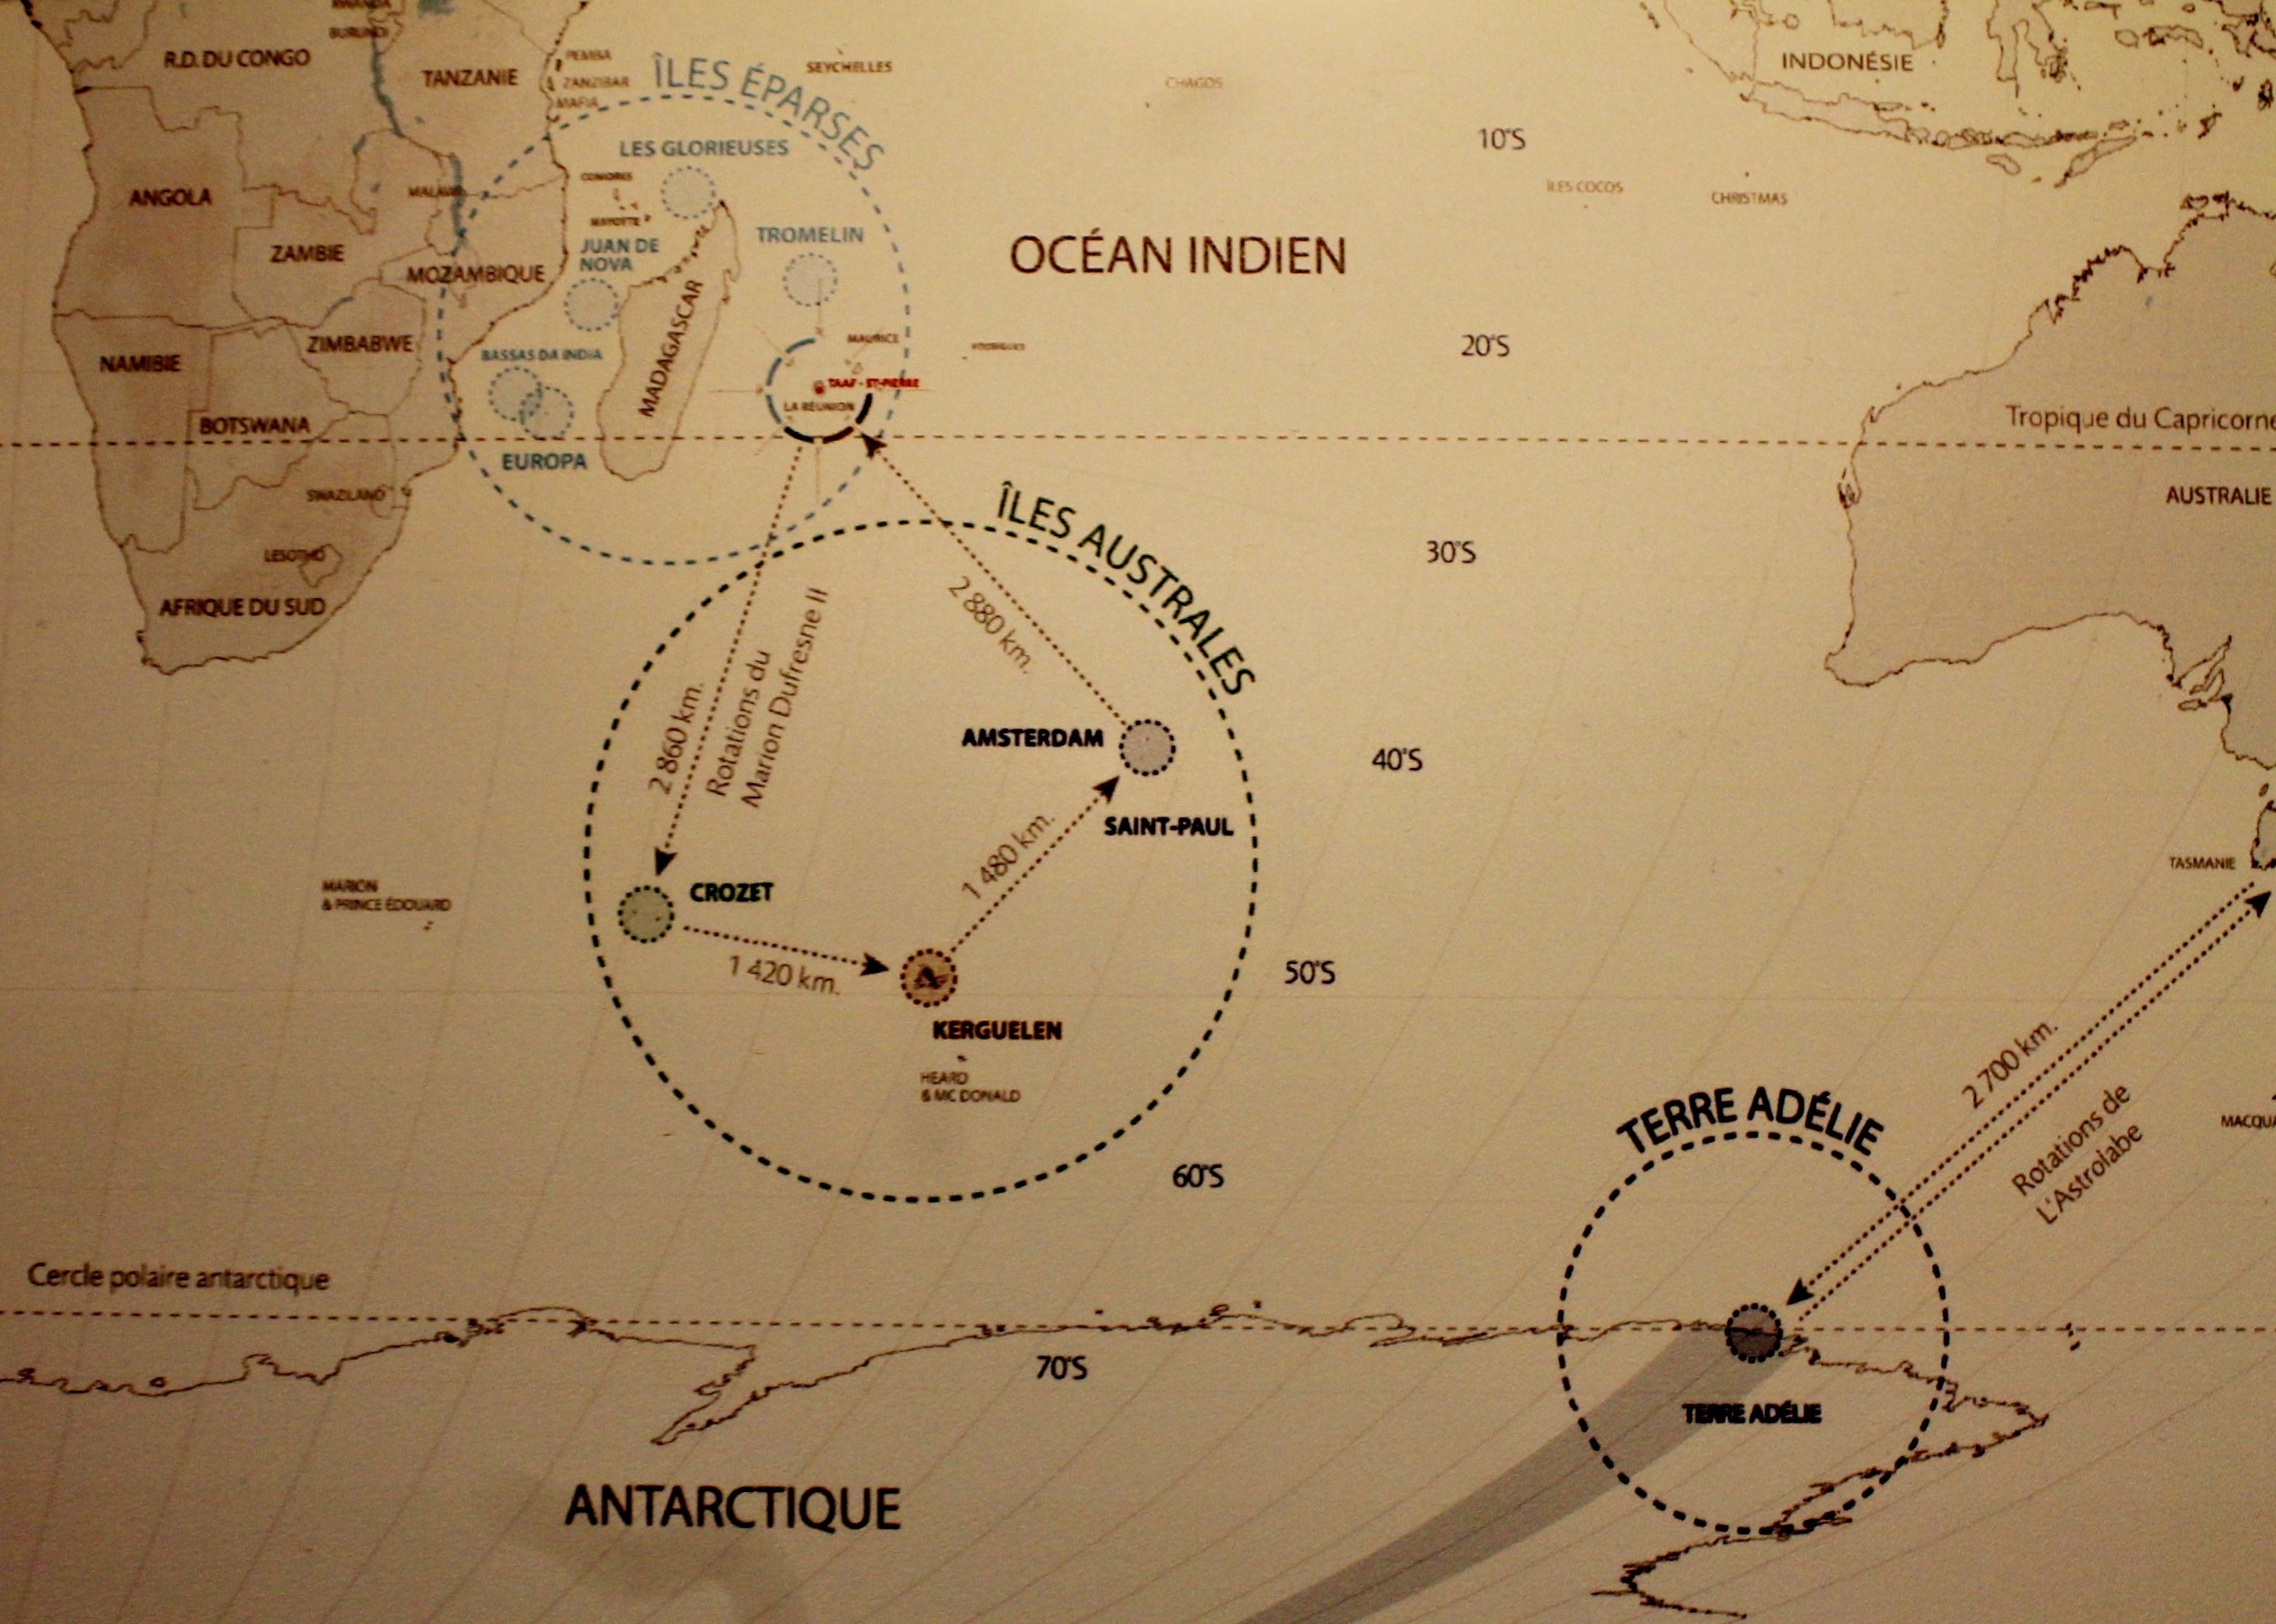 RWANDA
BURUNDI
R.D. DU CONGO
TANZANIE
PEMBA
ZANZIBAR
MAFIA
ÎLES ÉPARSES
SEYCHELLES
CHAGOS
INDONÉSIE
10°S
LES GLORIEUSES
COMORES
MAYOTTE
ANGOLA
MALAWI
ÎLES COCOS
CHRISTMAS
ZAMBIE
MOZAMBIQUE
JUAN DE
NOVA
TROMELIN
OCÉAN INDIEN
MADAGASCAR
NAMIBIE
ZIMBABWE
BASSAS DA INDIA
MAURICE
RODRIGUES
20°S
TAAF - ST-PIERRE
LA RÉUNION
BOTSWANA
Tropique du Capricorne
EUROPA
SWAZILAND
AUSTRALIE
ÎLES AUSTRALES
LESOTHO
30°S
AFRIQUE DU SUD
2 880 km.
2 860 km.
Rotations du
Marion Dufresne II
AMSTERDAM
40°S
SAINT-PAUL
1 480 km.
TASMANIE
MARION
& PRINCE ÉDOUARD
CROZET
1 420 km.
50°S
KERGUELEN
HEARD
& MC DONALD
2 700 km.
Rotations de
L'Astrolabe
MACQUA
TERRE ADÉLIE
60°S
Cercle polaire antarctique
70°S
TERRE ADÉLIE
ANTARCTIQUE